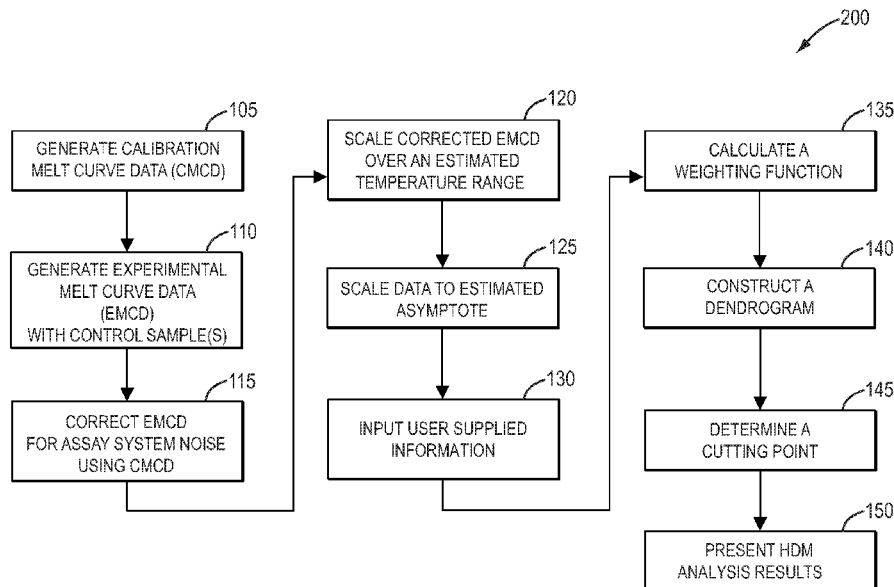 200
105
GENERATE CALIBRATION
MELT CURVE DATA (CMCD)
110
GENERATE EXPERIMENTAL
MELT CURVE DATA
(EMCD)
WITH CONTROL SAMPLE(S)
115
CORRECT EMCD
FOR ASSAY SYSTEM NOISE
USING CMCD
120
SCALE CORRECTED EMCD
OVER AN ESTIMATED
TEMPERATURE RANGE
125
SCALE DATA TO ESTIMATED
ASYMPTOTE
130
INPUT USER SUPPLIED
INFORMATION
135
CALCULATE A
WEIGHTING FUNCTION
140
CONSTRUCT A
DENDROGRAM
145
DETERMINE A
CUTTING POINT
150
PRESENT HDM
ANALYSIS RESULTS